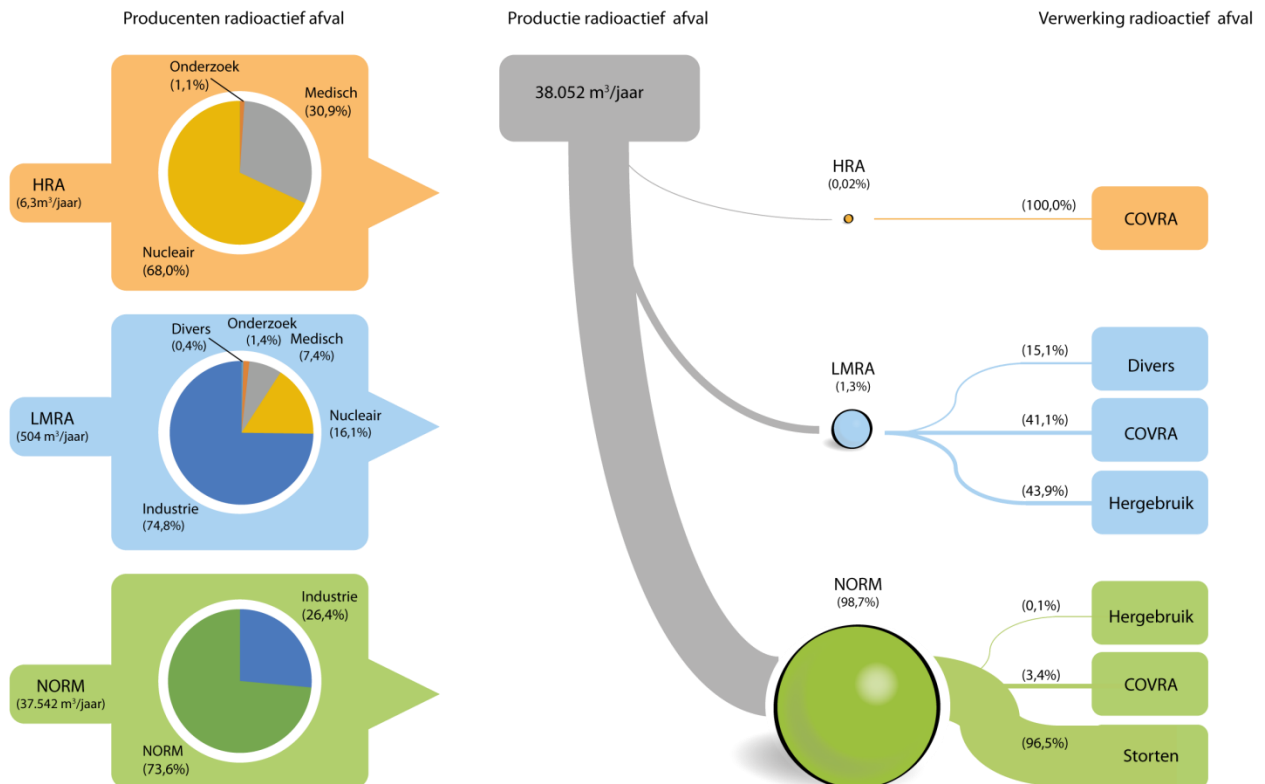 Producenten radioactief afval
Productie radioactief afval
Verwerking radioactief afval
Onderzoek
(1,1%)
Medisch
(30,9%)
HRA
(6,3m³/jaar)
Nucleair
(68,0%)
38.052 m³/jaar
HRA
(0,02%)
(100,0%)
COVRA
Divers
(0,4%)
Onderzoek
(1,4%)
Medisch
(7,4%)
LMRA
(504 m³/jaar)
Nucleair
(16,1%)
Industrie
(74,8%)
LMRA
(1,3%)
(15,1%)
Divers
(41,1%)
COVRA
(43,9%)
Hergebruik
Industrie
(26,4%)
NORM
(37.542 m³/jaar)
NORM
(73,6%)
NORM
(98,7%)
(0,1%)
Hergebruik
(3,4%)
COVRA
(96,5%)
Storten